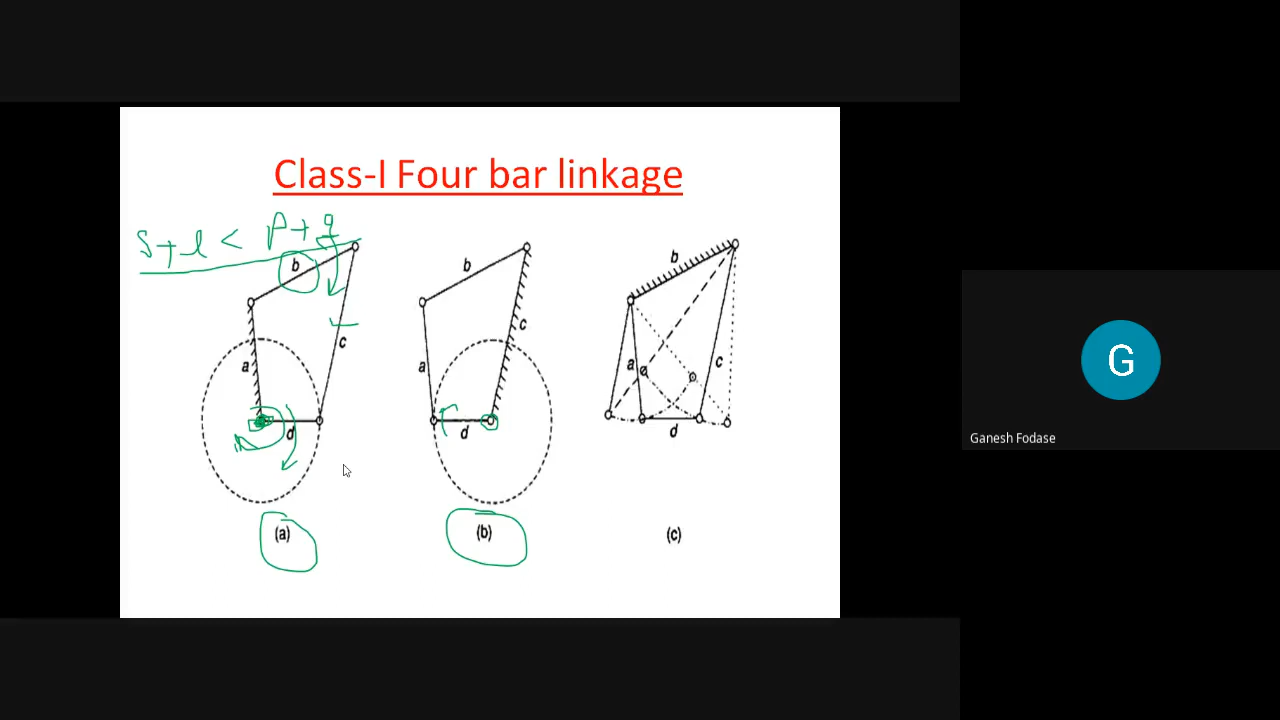 Class-I Four bar linkage
S+l < P+q
b
a
c
d
(a)
b
a
c
d
(b)
b
a
c
d
(c)
G
Ganesh Fodase